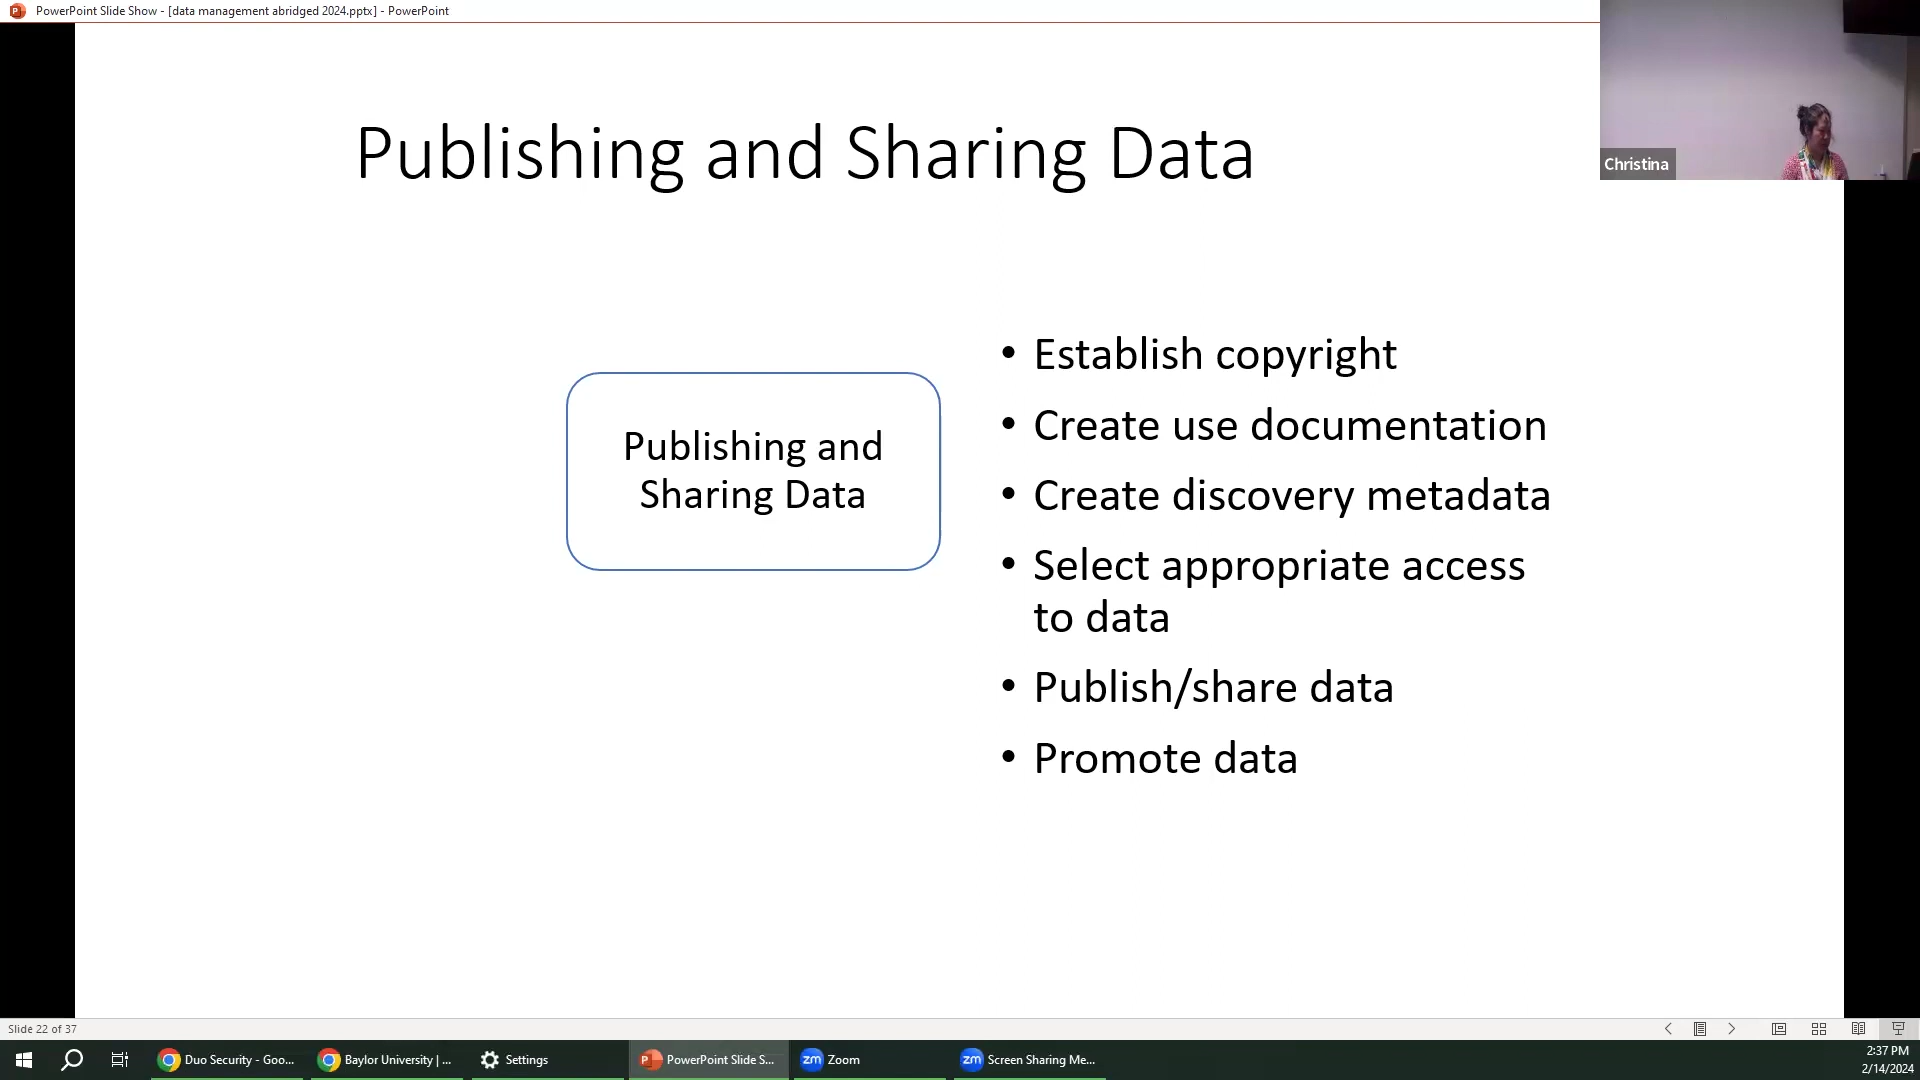 PowerPoint Slide Show - [data management abridged 2024.pptx] - PowerPoint
Christina
Publishing and Sharing Data
Publishing and
Sharing Data
• Establish copyright
• Create use documentation
• Create discovery metadata
• Select appropriate access
to data
• Publish/share data
• Promote data
Slide 22 of 37
Duo Security - Goo...
Baylor University | ...
Settings
PowerPoint Slide S...
zm Zoom
zm Screen Sharing Me...
2:37 PM
2/14/2024